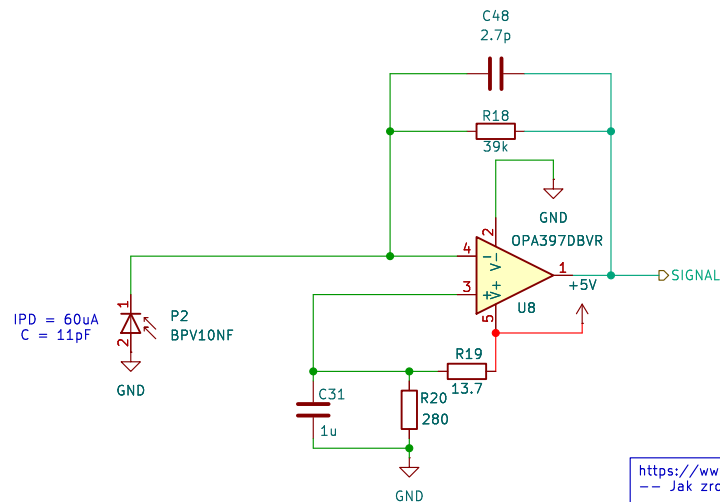 C48
2.7p
R18
39k
GND
OPA397DBVR
2
V-
4
-
3
+
V+
5
1
+5V
U8
SIGNAL
1
2
IPD = 60uA
C = 11pF
P2
BPV10NF
GND
R19
13.7
C31
1u
R20
280
GND
https://ww
-- Jak zro